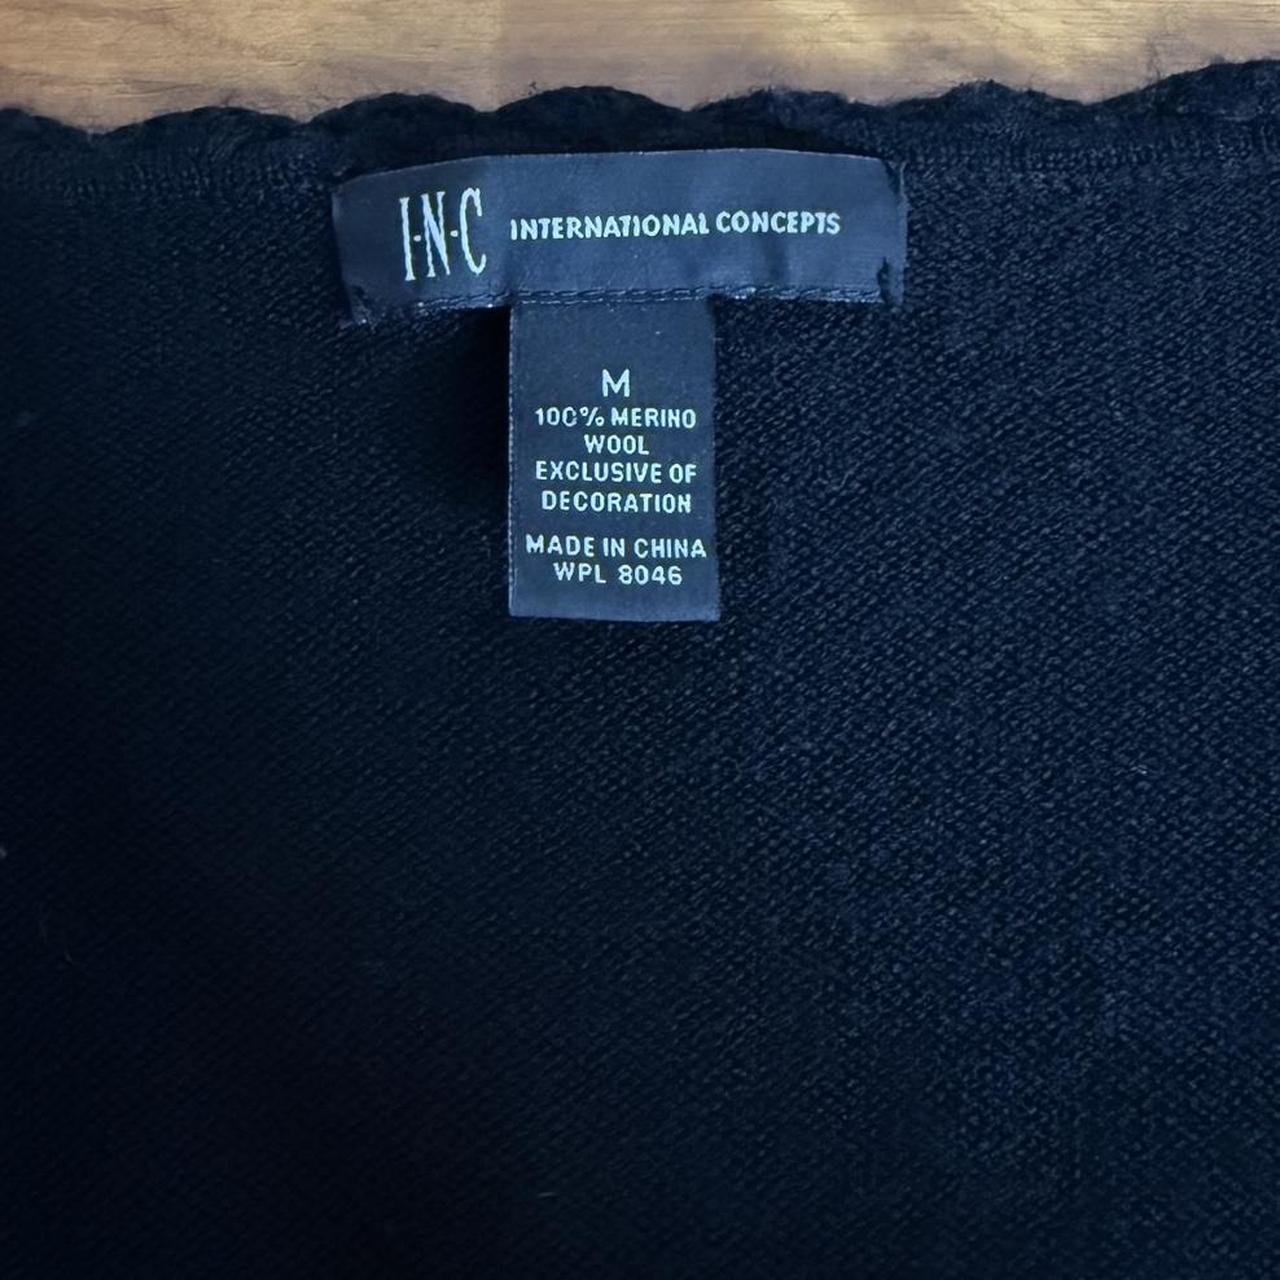 I·N·C INTERNATIONAL CONCEPTS
M
100% MERINO
WOOL
EXCLUSIVE OF
DECORATION
MADE IN CHINA
WPL 8046